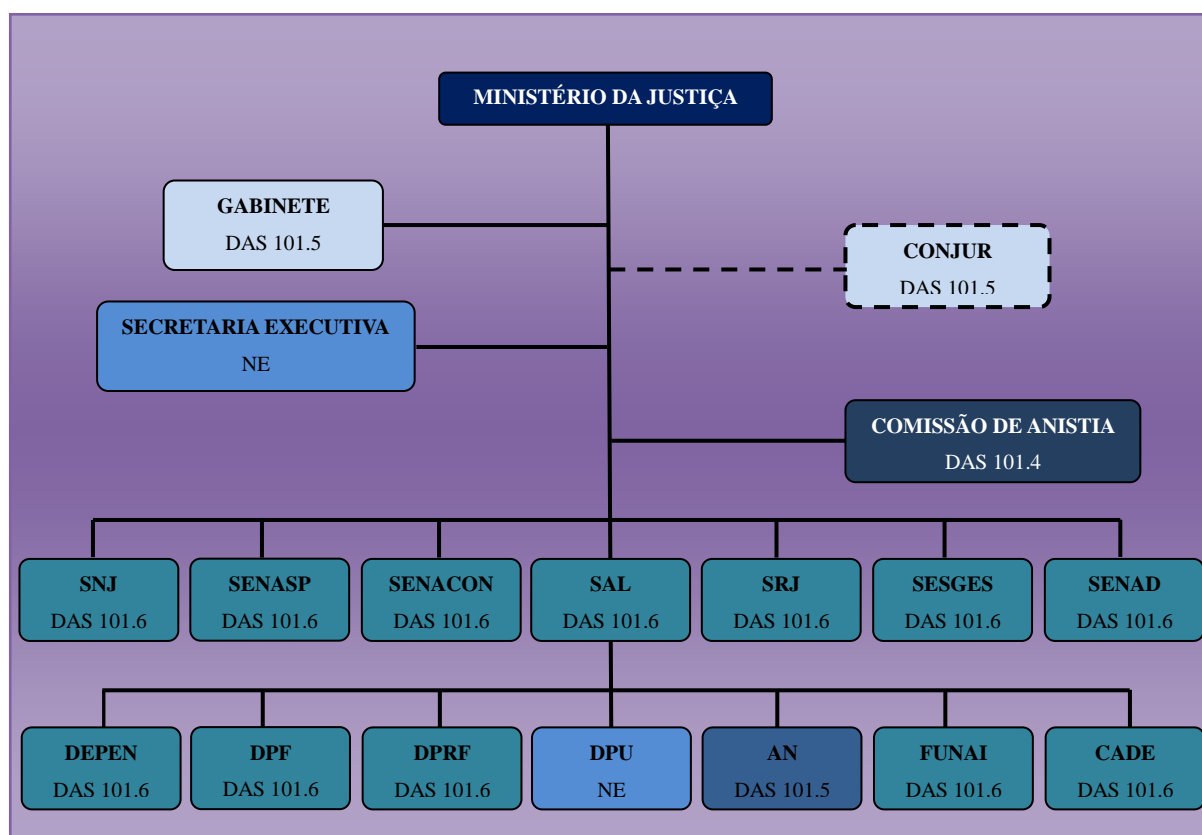 MINISTÉRIO DA JUSTIÇA
GABINETE
DAS 101.5
CONJUR
DAS 101.5
SECRETARIA EXECUTIVA
NE
COMISSÃO DE ANISTIA
DAS 101.4
SNJ
DAS 101.6
SENASP
DAS 101.6
SENACON
DAS 101.6
SAL
DAS 101.6
SRJ
DAS 101.6
SESGES
DAS 101.6
SENAD
DAS 101.6
DEPEN
DAS 101.6
DPF
DAS 101.6
DPRF
DAS 101.6
DPU
NE
AN
DAS 101.5
FUNAI
DAS 101.6
CADE
DAS 101.6